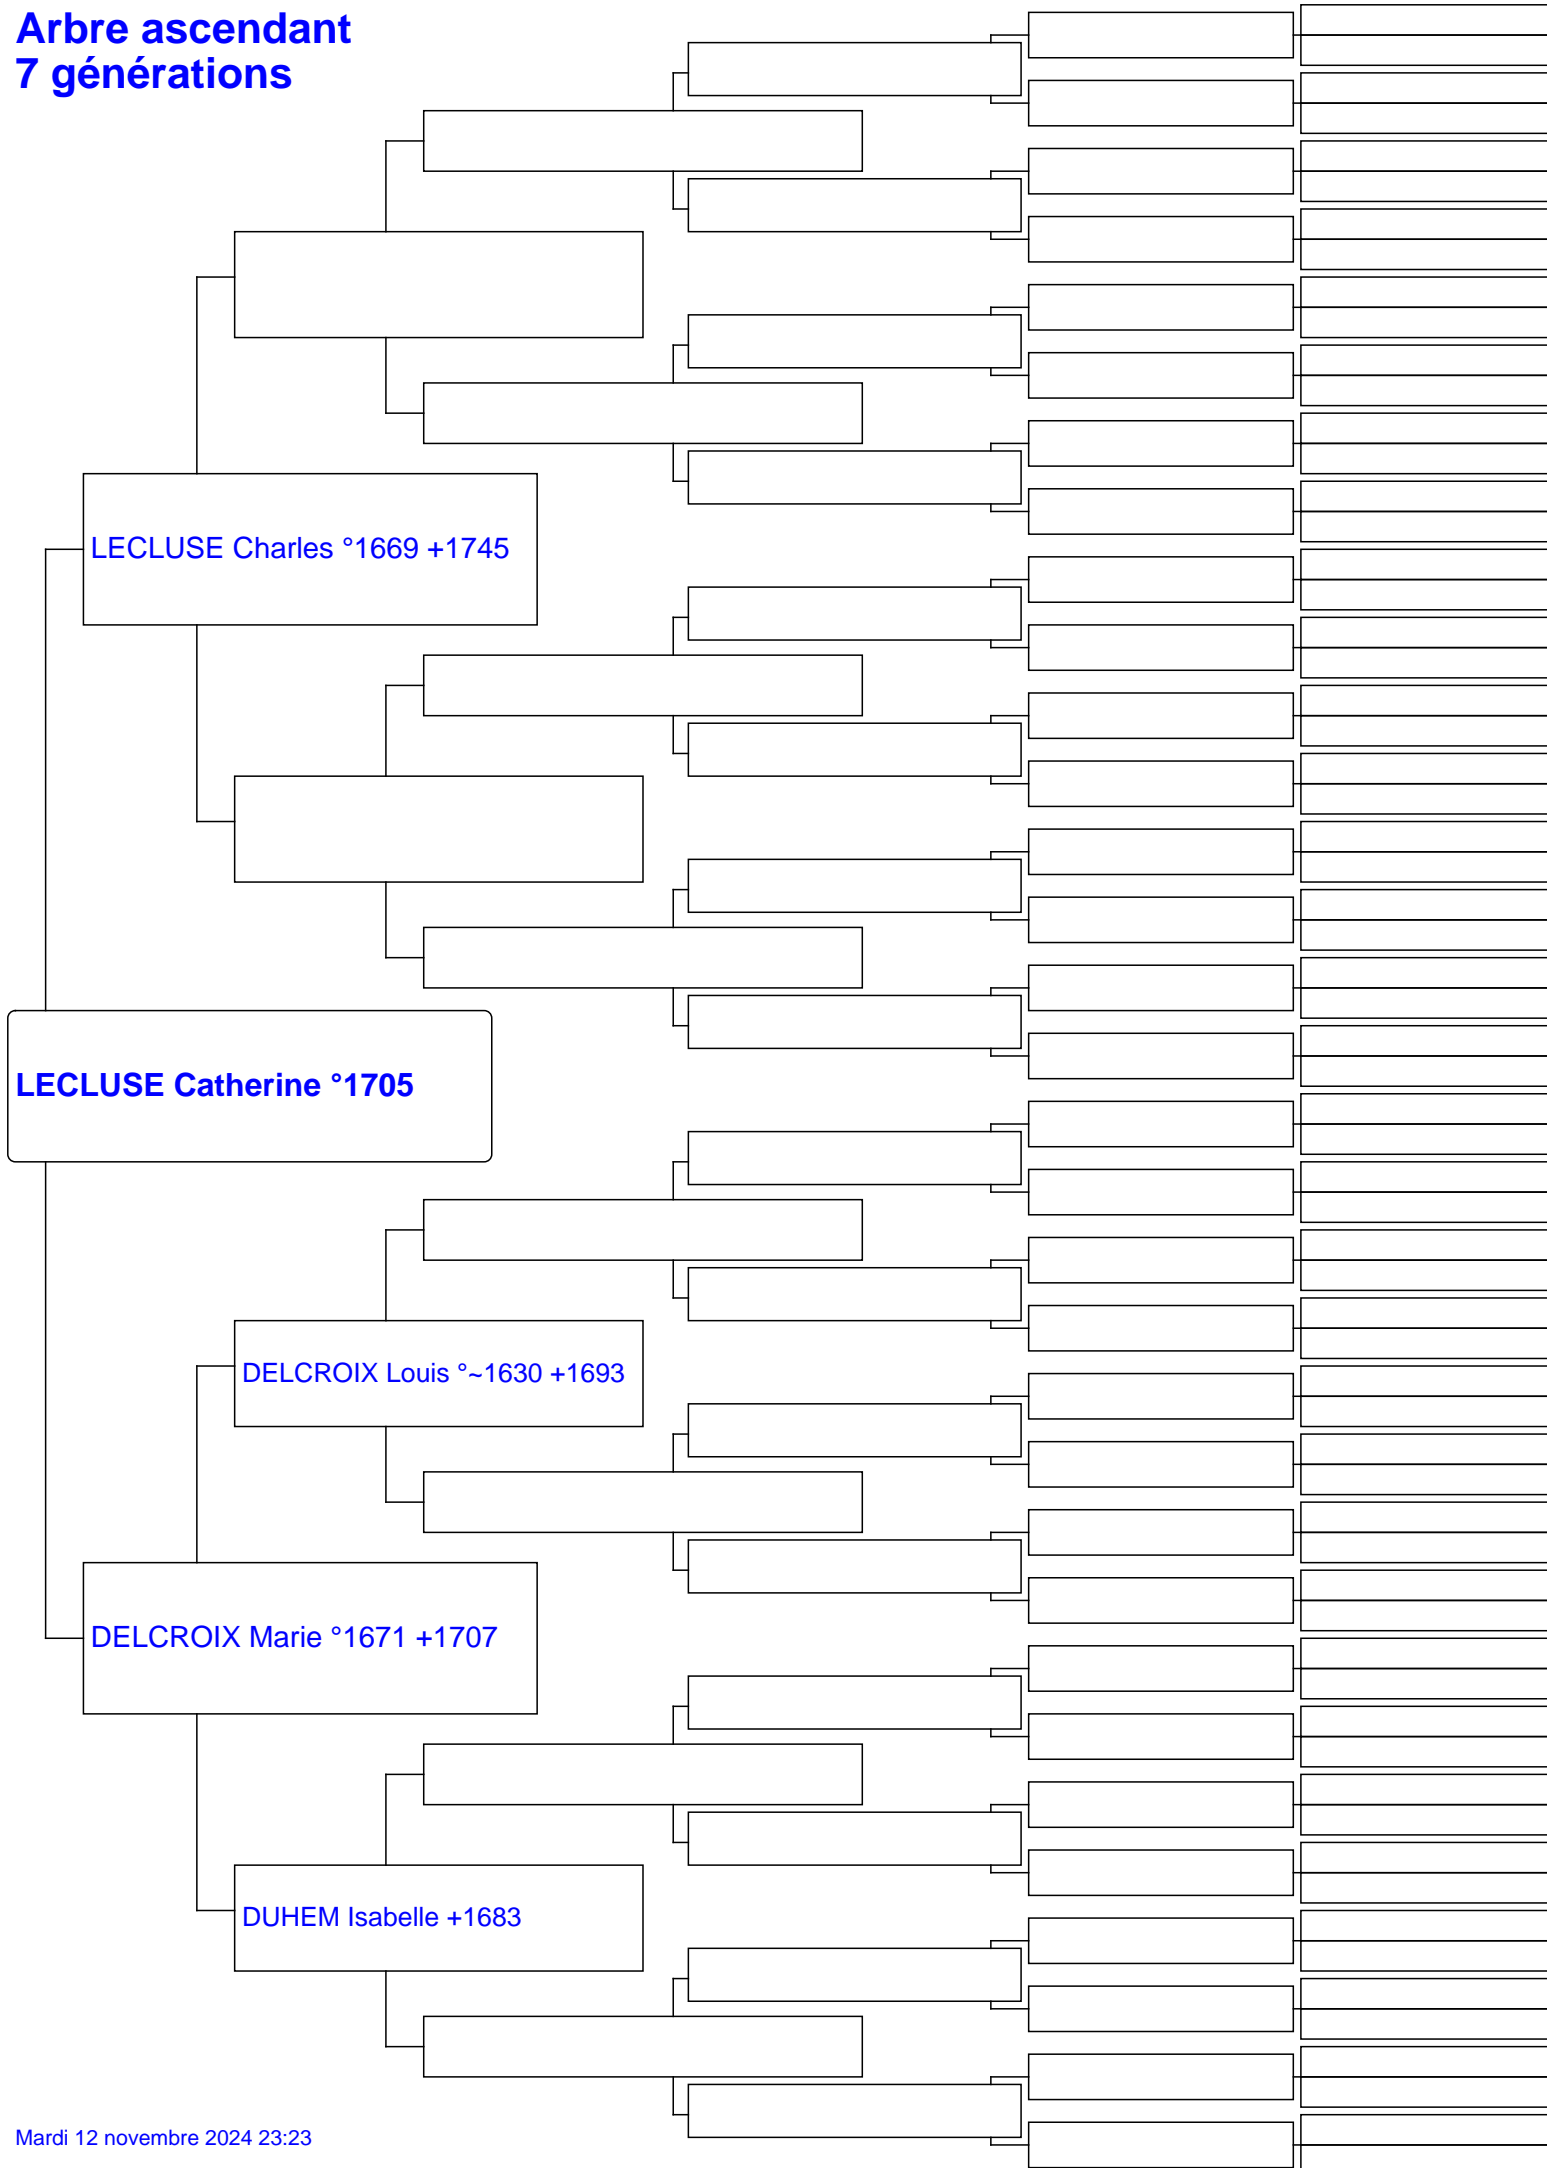 Arbre ascendant
7 générations
LECLUSE Charles °1669 +1745
LECLUSE Catherine °1705
DELCROIX Louis °~1630 +1693
DELCROIX Marie °1671 +1707
DUHEM Isabelle +1683
Mardi 12 novembre 2024 23:23